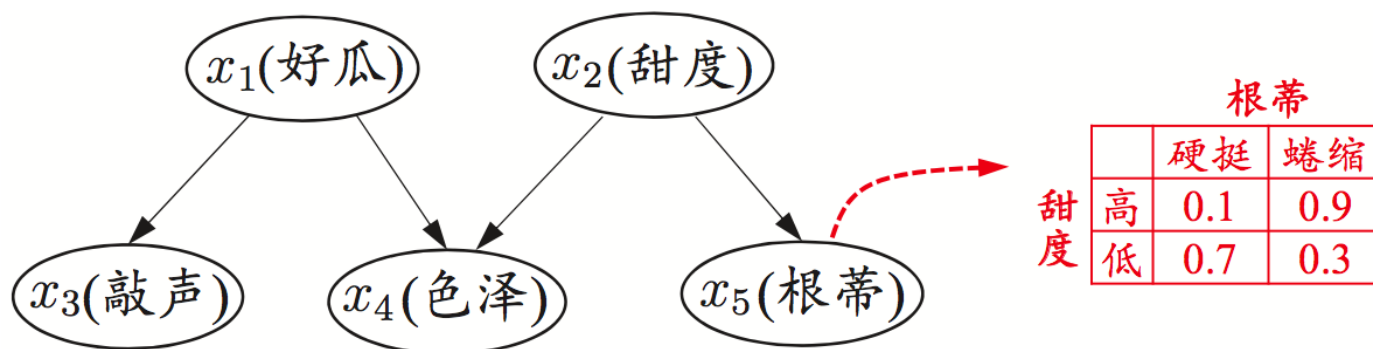 x₁(好瓜) x₂(甜度)
x₃(敲声) x₄(色泽) x₅(根蒂)
根蒂
硬挺 蜷缩
甜度
高 0.1 0.9
低 0.7 0.3